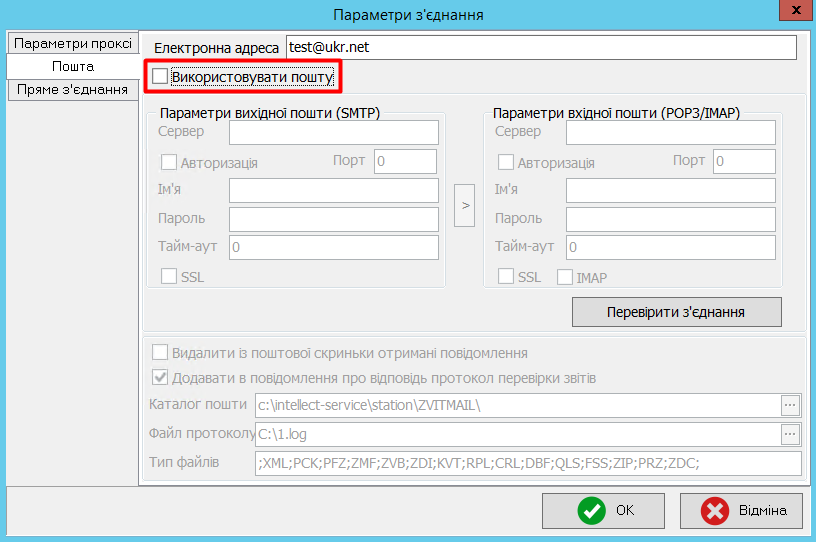 Параметри з'єднання
x
Параметри проксі
Пошта
Пряме з'єднання
Електронна адреса test@ukr.net
Використовувати пошту
Параметри вихідної пошти (SMTP)
Сервер
Авторизація Порт 0
Ім'я
Пароль
Тайм-аут 0
SSL
>
Параметри вхідної пошти (POP3/IMAP)
Сервер
Авторизація Порт 0
Ім'я
Пароль
Тайм-аут 0
SSL IMAP
Перевірити з'єднання
Видалити із поштової скриньки отримані повідомлення
Додавати в повідомлення про відповідь протокол перевірки звітів
Каталог пошти c:\intellect-service\station\ZVITMAIL\ ...
Файл протоколу C:\1.log ...
Тип файлів ;XML;PCK;PFZ;ZMF;ZVB;ZDI;KVT;RPL;CRL;DBF;QLS;FSS;ZIP;PRZ;ZDC;
OK Відміна